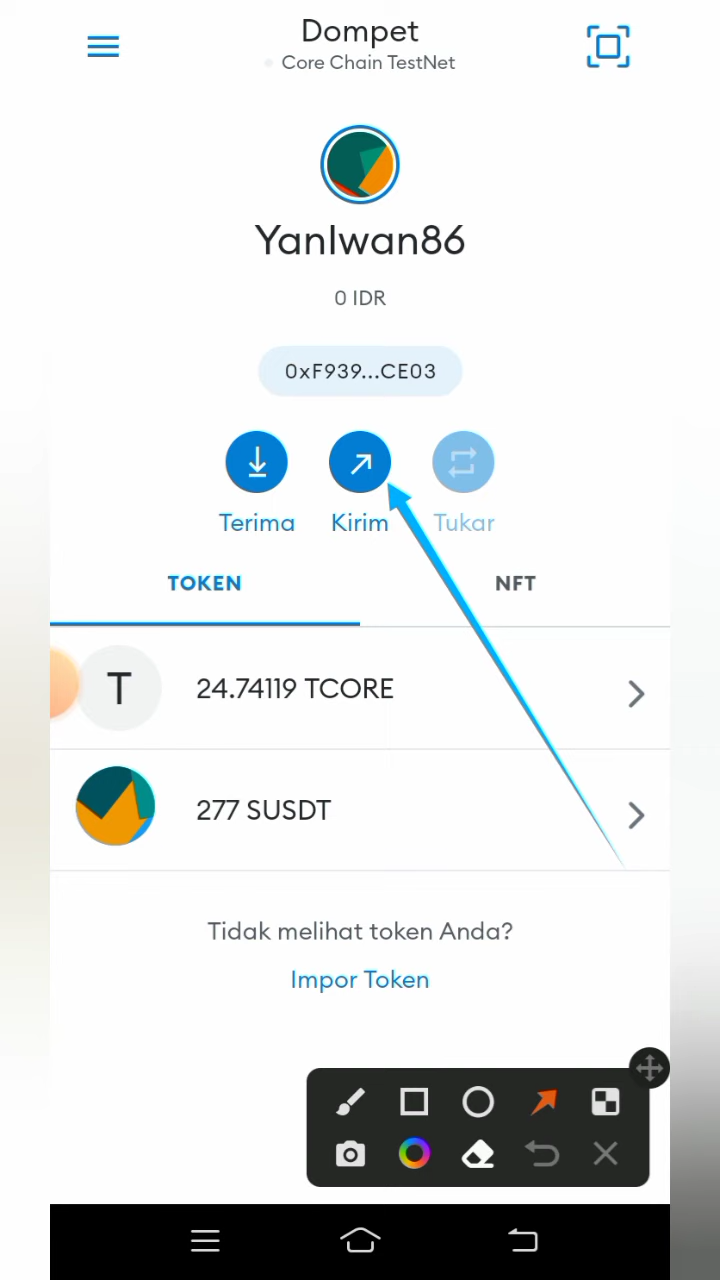 Dompet
Core Chain TestNet
YanIwan86
0 IDR
0xF939...CE03
Terima
Kirim
Tukar
TOKEN
NFT
T
24.74119 TCORE
277 SUSDT
Tidak melihat token Anda?
Impor Token